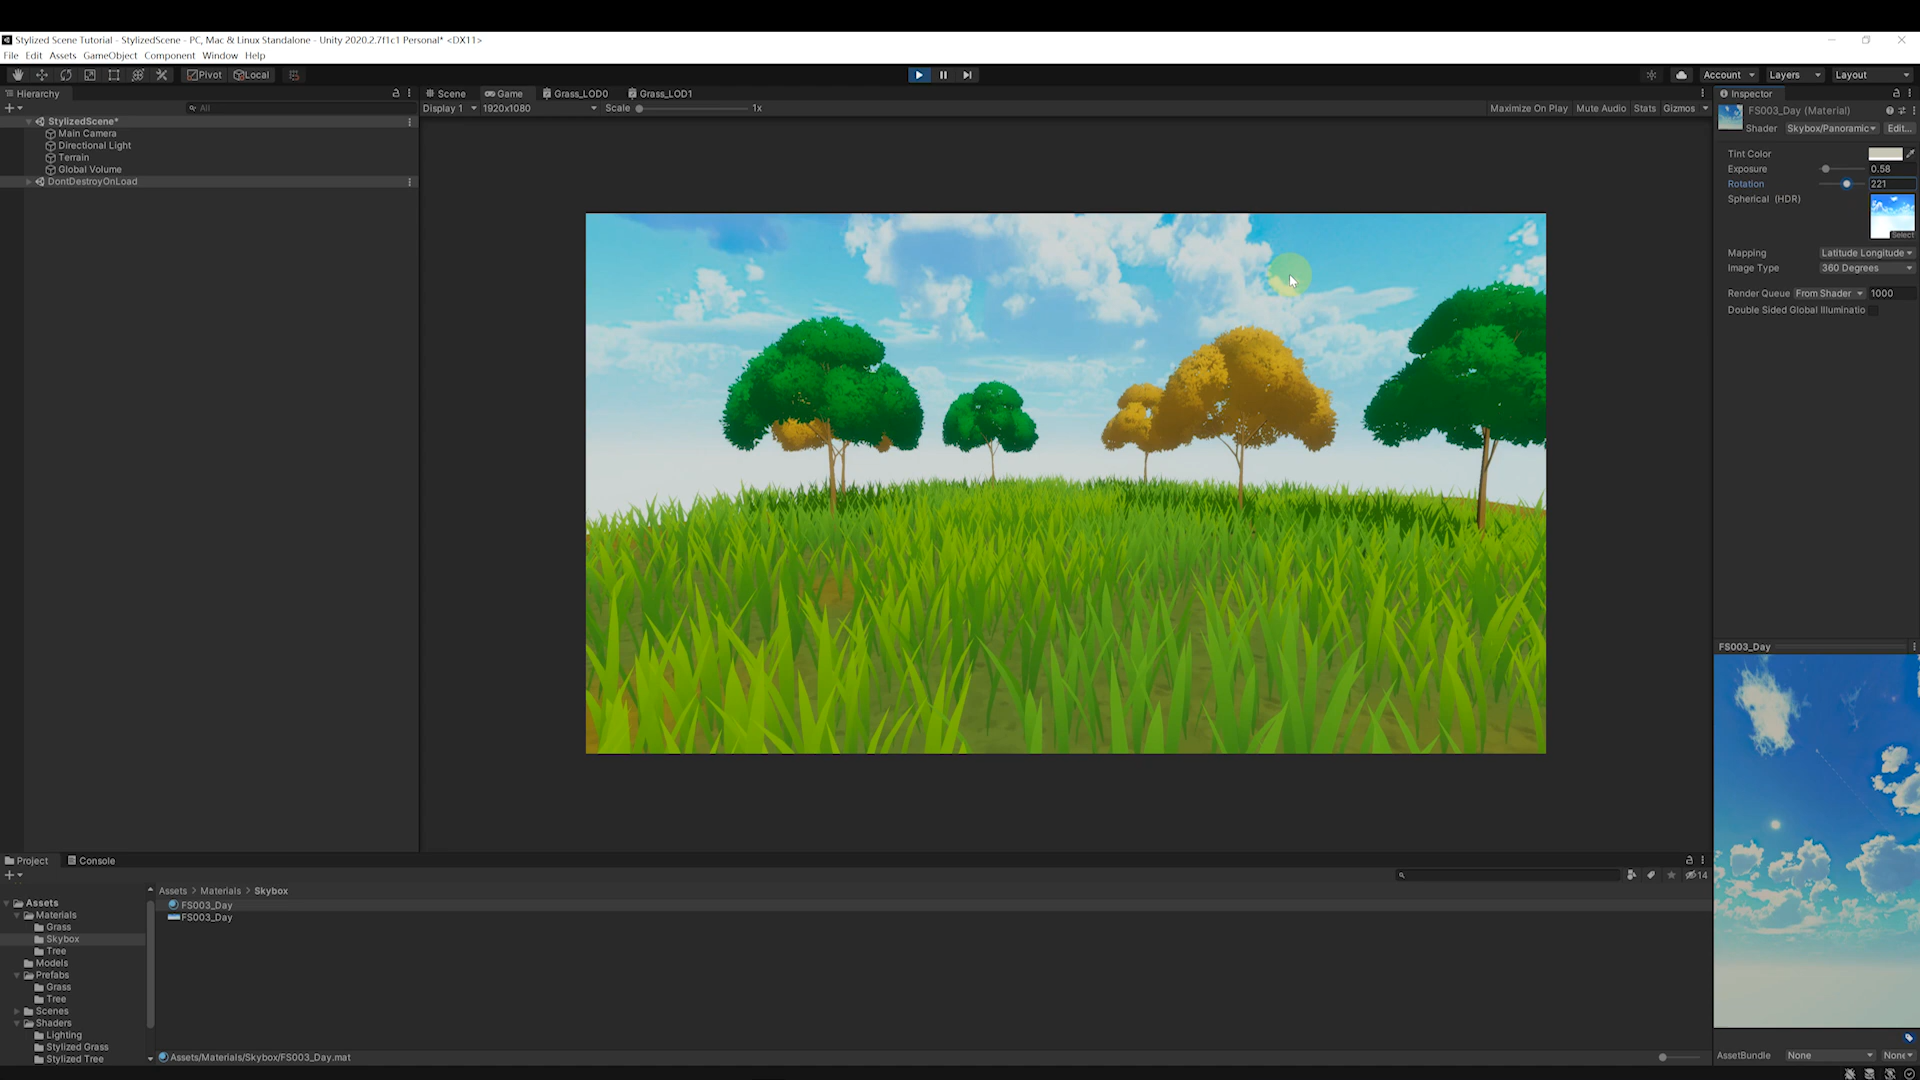 Stylized Scene Tutorial - StylizedScene - PC, Mac & Linux Standalone - Unity 2020.2.7f1c1 Personal* <DX11>
File Edit Assets GameObject Component Window Help
Pivot Local Account Layers Layout
Hierarchy
All
StylizedScene*
Main Camera
Directional Light
Terrain
Global Volume
DontDestroyOnLoad
Scene Game Grass_LOD0 Grass_LOD1
Display 1 1920x1080 Scale 1x Maximize On Play Mute Audio Stats Gizmos
Inspector
FS003_Day (Material)
Shader Skybox/Panoramic Edit...
Tint Color
Exposure 0.58
Rotation 221
Spherical (HDR)
Select
Mapping Latitude Longitude
Image Type 360 Degrees
Render Queue From Shader 1000
Double Sided Global Illuminatio
FS003_Day
AssetBundle None None
Project Console
14
Assets > Materials > Skybox
FS003_Day
FS003_Day
Assets
Materials
Grass
Skybox
Tree
Models
Prefabs
Grass
Tree
Scenes
Shaders
Lighting
Stylized Grass
Stylized Tree
Assets/Materials/Skybox/FS003_Day.mat